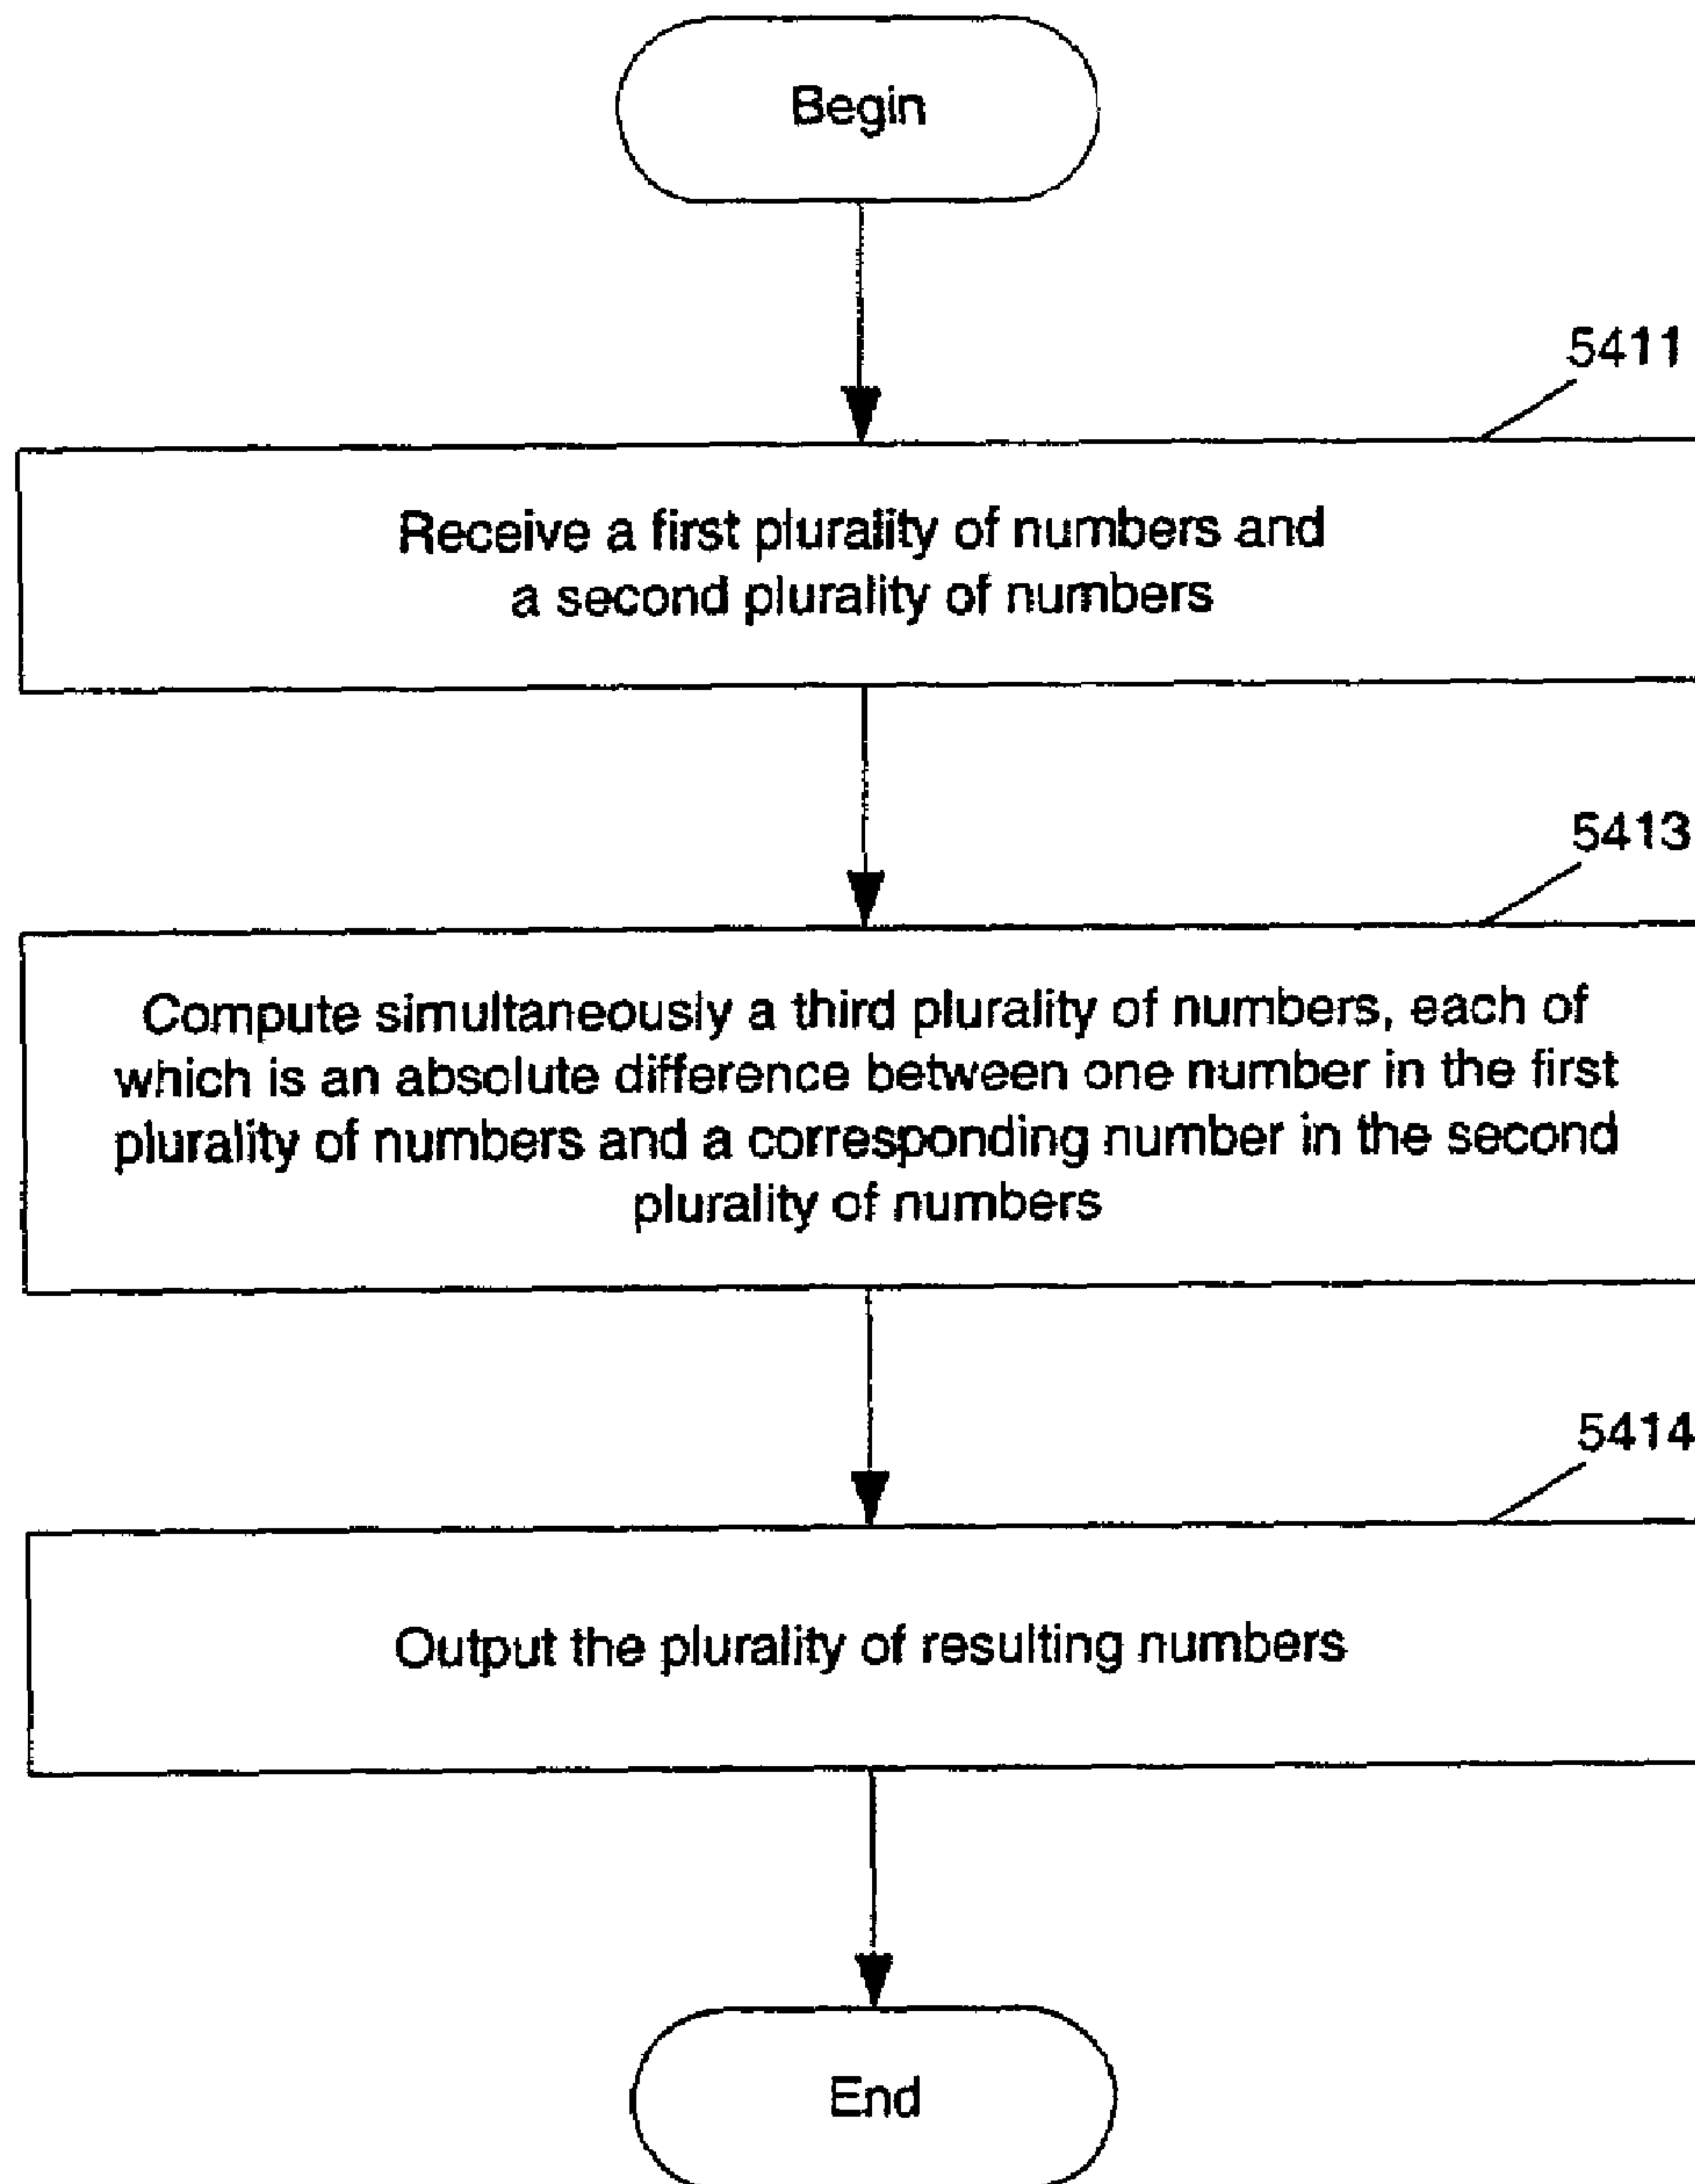 Begin
5411
Receive a first plurality of numbers and
a second plurality of numbers
5413
Compute simultaneously a third plurality of numbers, each of
which is an absolute difference between one number in the first
plurality of numbers and a corresponding number in the second
plurality of numbers
5414
Output the plurality of resulting numbers
End